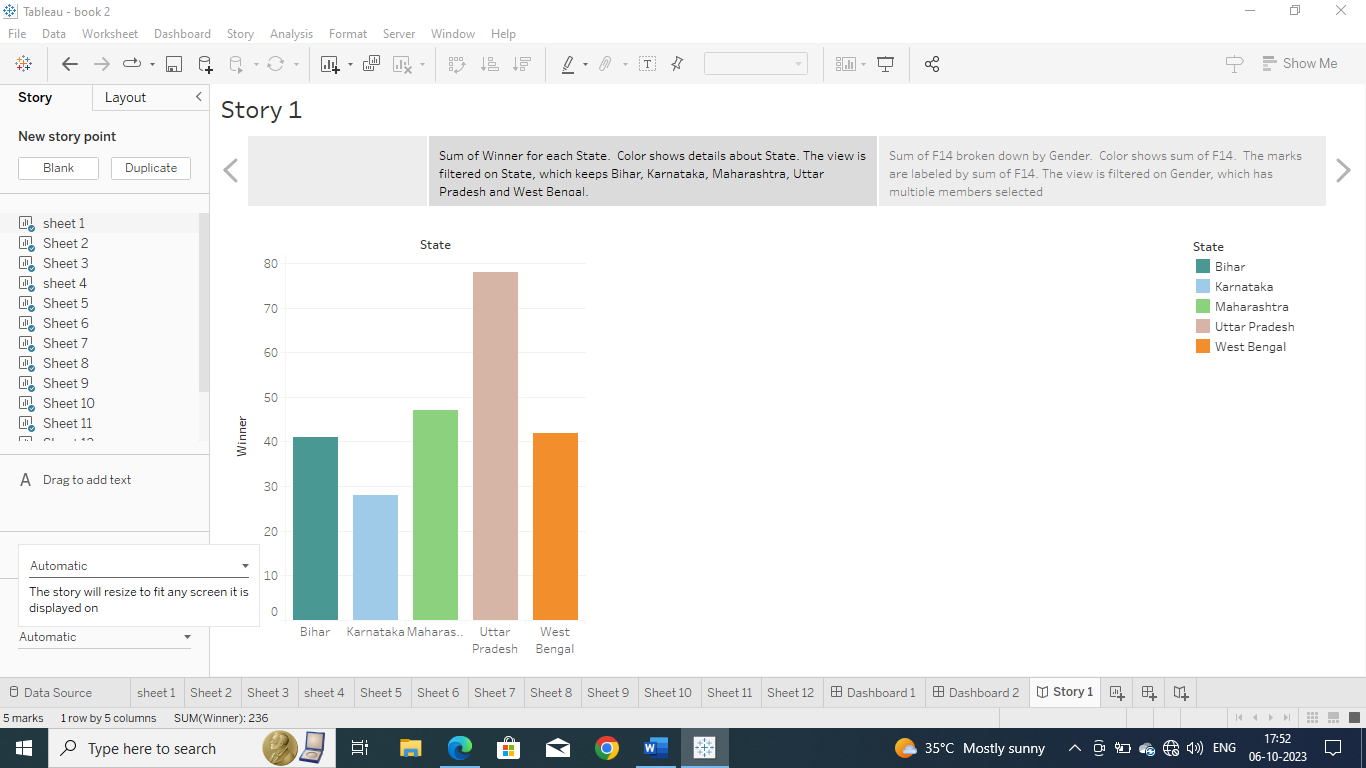 Tableau - book 2
File Data Worksheet Dashboard Story Analysis Format Server Window Help
Show Me
Story Layout
New story point
Blank Duplicate
sheet 1
Sheet 2
Sheet 3
sheet 4
Sheet 5
Sheet 6
Sheet 7
Sheet 8
Sheet 9
Sheet 10
Sheet 11
A Drag to add text
Automatic
The story will resize to fit any screen it is
displayed on
Automatic
Story 1
Sum of Winner for each State. Color shows details about State. The view is
filtered on State, which keeps Bihar, Karnataka, Maharashtra, Uttar
Pradesh and West Bengal.
Sum of F14 broken down by Gender. Color shows sum of F14. The marks
are labeled by sum of F14. The view is filtered on Gender, which has
multiple members selected
State
80
70
60
50
40
30
20
10
0
Winner
Bihar Karnataka Maharas.. Uttar Pradesh West Bengal
State
Bihar
Karnataka
Maharashtra
Uttar Pradesh
West Bengal
Data Source sheet 1 Sheet 2 Sheet 3 sheet 4 Sheet 5 Sheet 6 Sheet 7 Sheet 8 Sheet 9 Sheet 10 Sheet 11 Sheet 12 Dashboard 1 Dashboard 2 Story 1
5 marks 1 row by 5 columns SUM(Winner): 236
Type here to search 35°C Mostly sunny ENG 17:52
06-10-2023